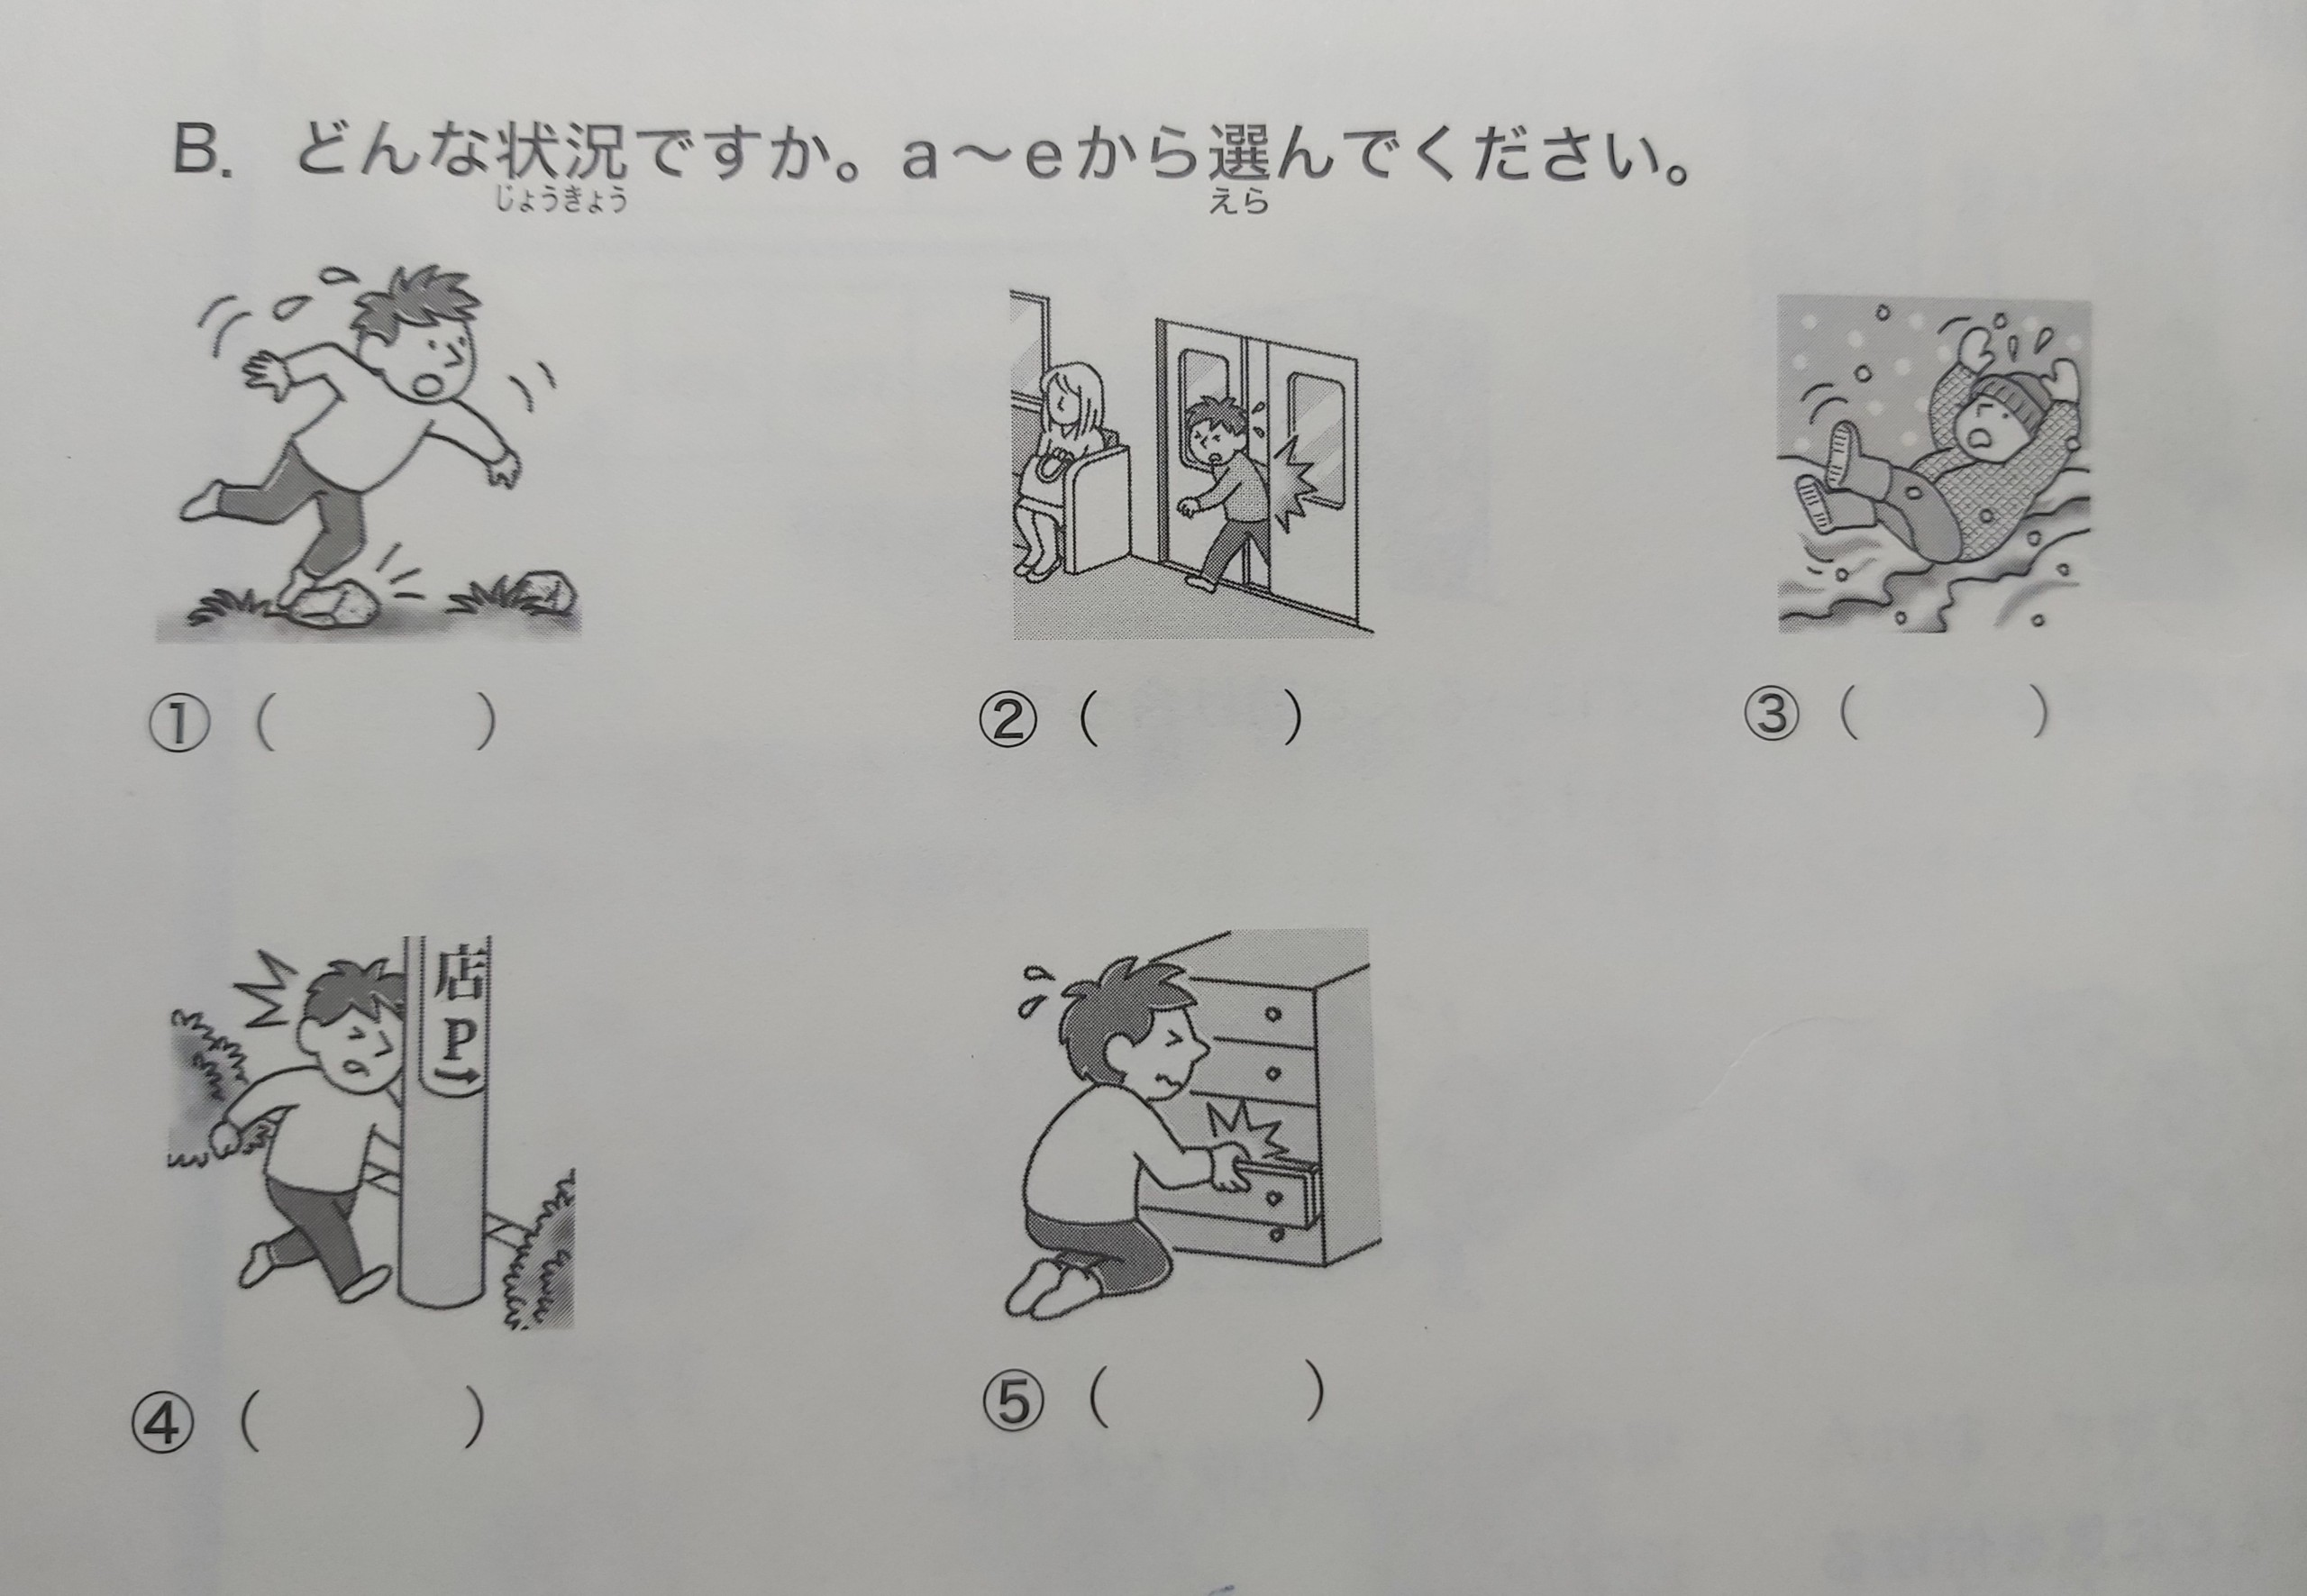 B. どんな状況ですか。a～eから選んでください。
じょうきょう えら
①（ ） ②（ ） ③（ ）
店
P
→
④（ ） ⑤（ ）